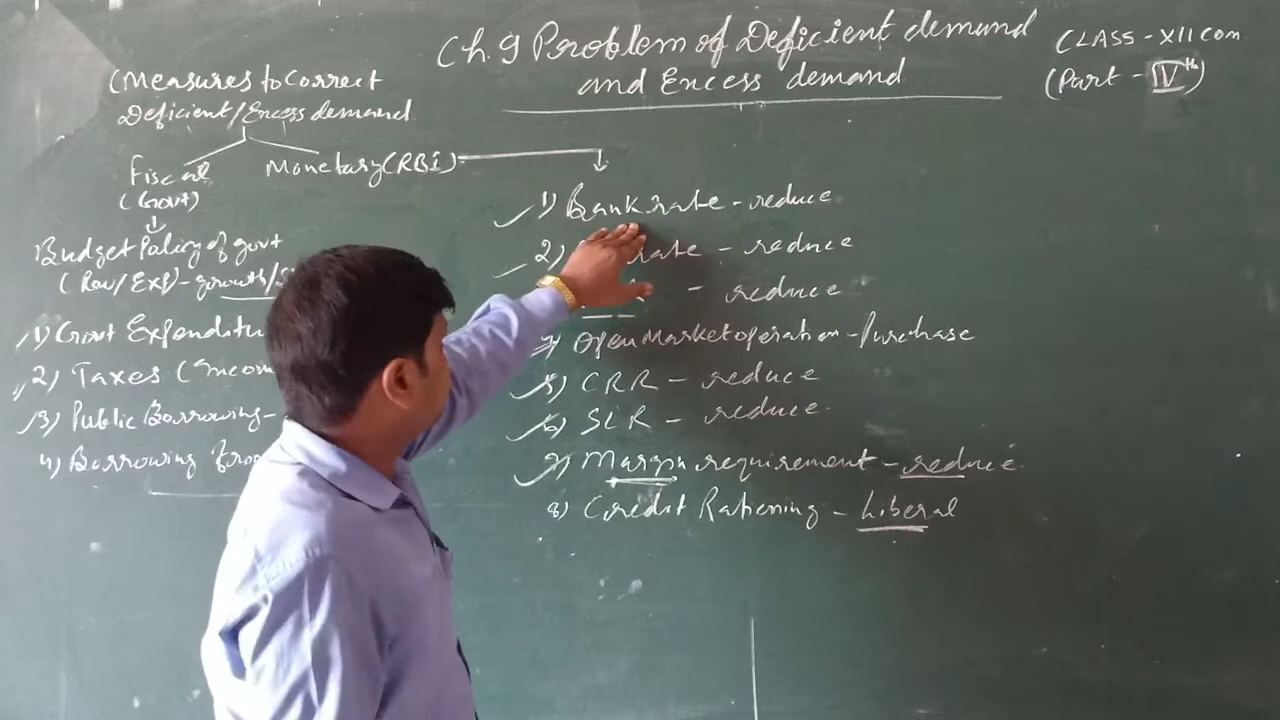 Ch.9 Problem of Deficient demand
and Excess demand
CLASS-XII Com
(Part - IVth)
(Measures to Correct
Deficient/Excess demand
Fiscal
(Govt)
Monetary(RBI)
Budget Policy of govt
(Rev/Exp)-growth/
1) Govt
2) Taxes
3) Public Borrowing-
4) Borrowing
1) Bank rate - reduce
2) rate - reduce
- reduce
Open Market operation - Purchase
5) CRR - reduce
6) SLR - reduce
7) Margin requirement - reduce
8) Credit Rationing - Liberal